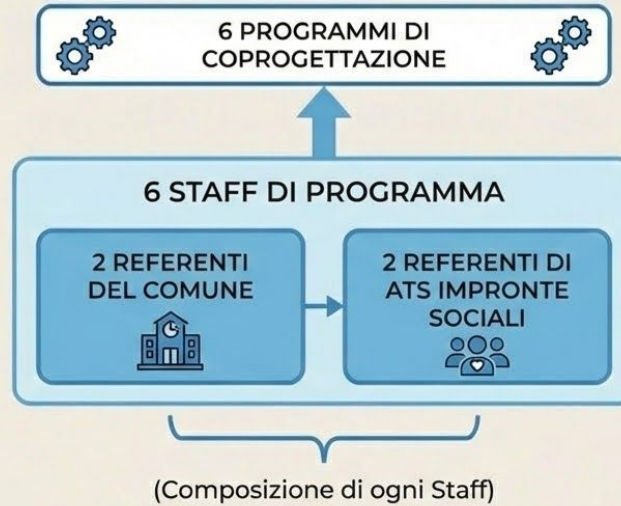 6 PROGRAMMI DI
COPROGETTAZIONE
6 STAFF DI PROGRAMMA
2 REFERENTI
DEL COMUNE
2 REFERENTI DI
ATS IMPRONTE
SOCIALI
(Composizione di ogni Staff)